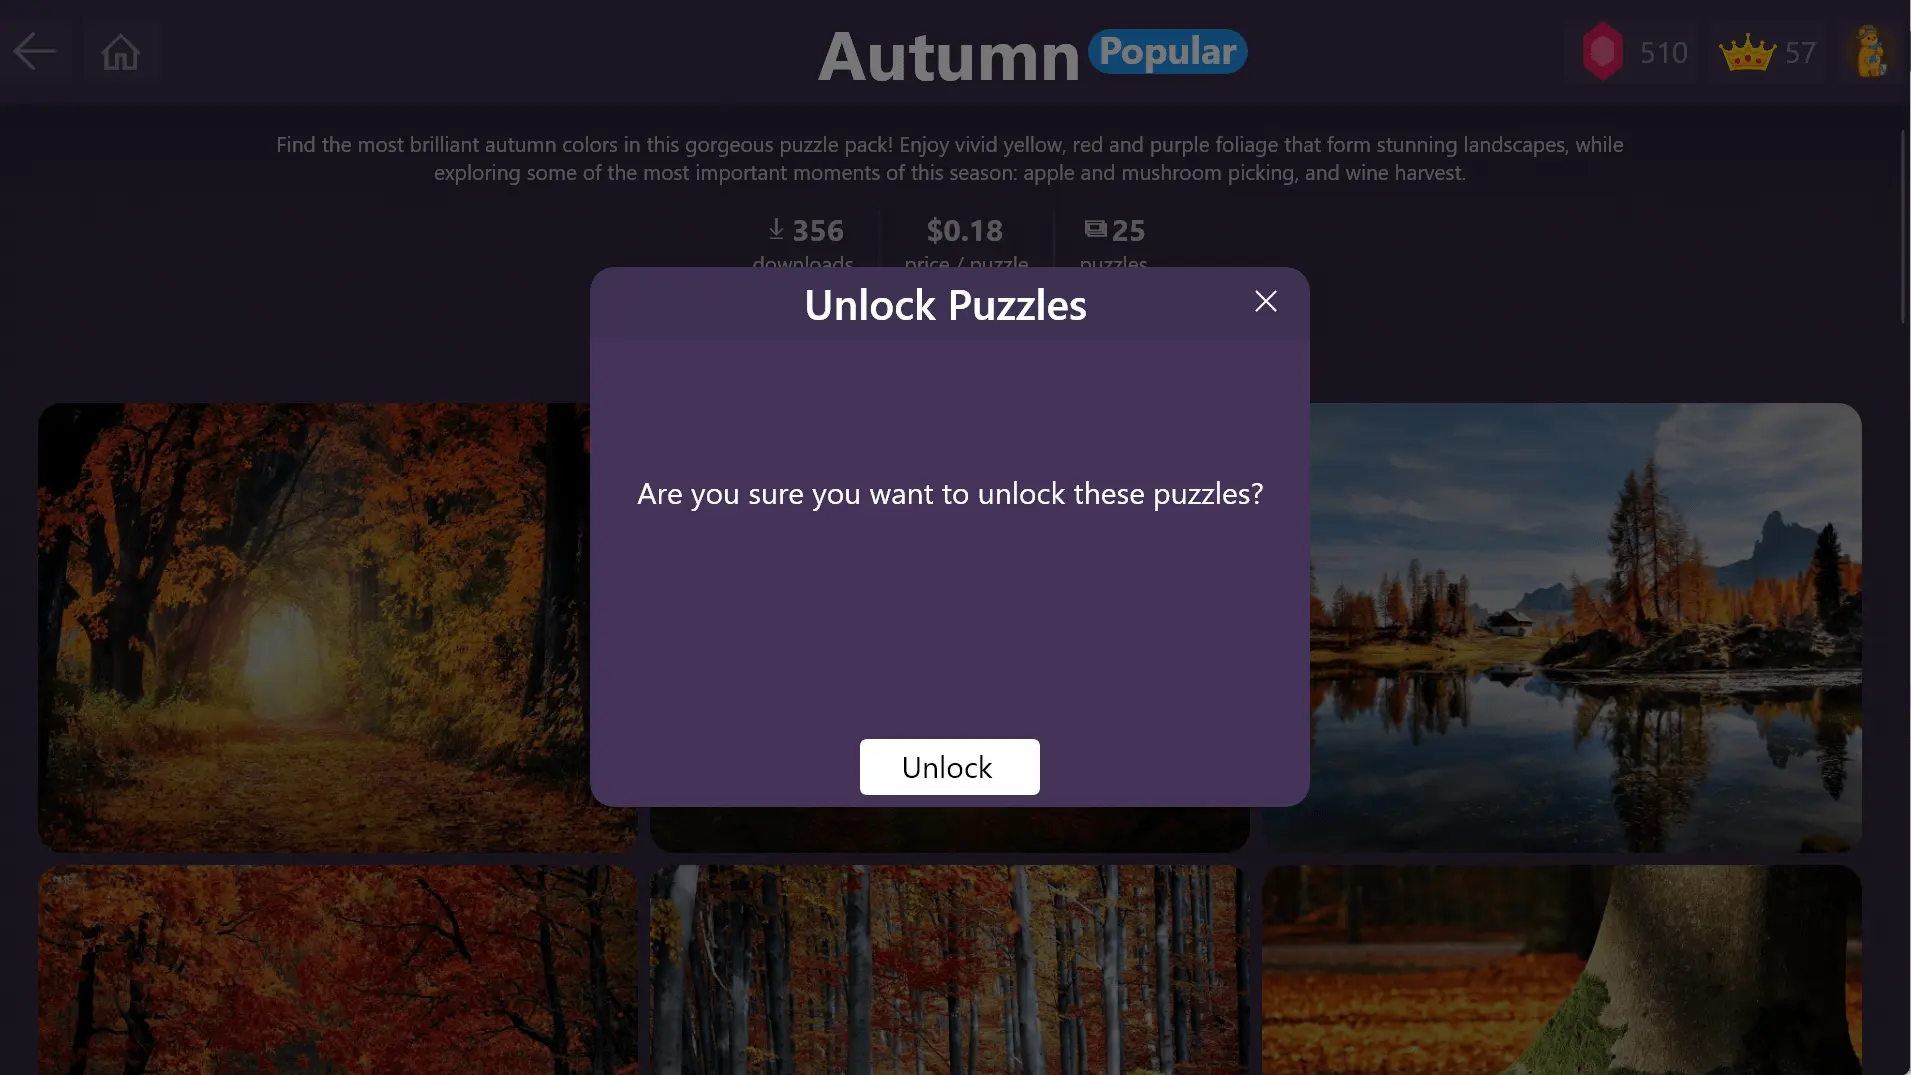 Autumn Popular
510
57
Find the most brilliant autumn colors in this gorgeous puzzle pack! Enjoy vivid yellow, red and purple foliage that form stunning landscapes, while
exploring some of the most important moments of this season: apple and mushroom picking, and wine harvest.
356
$0.18
25
downloads
price / puzzle
puzzles
Unlock Puzzles
Are you sure you want to unlock these puzzles?
Unlock